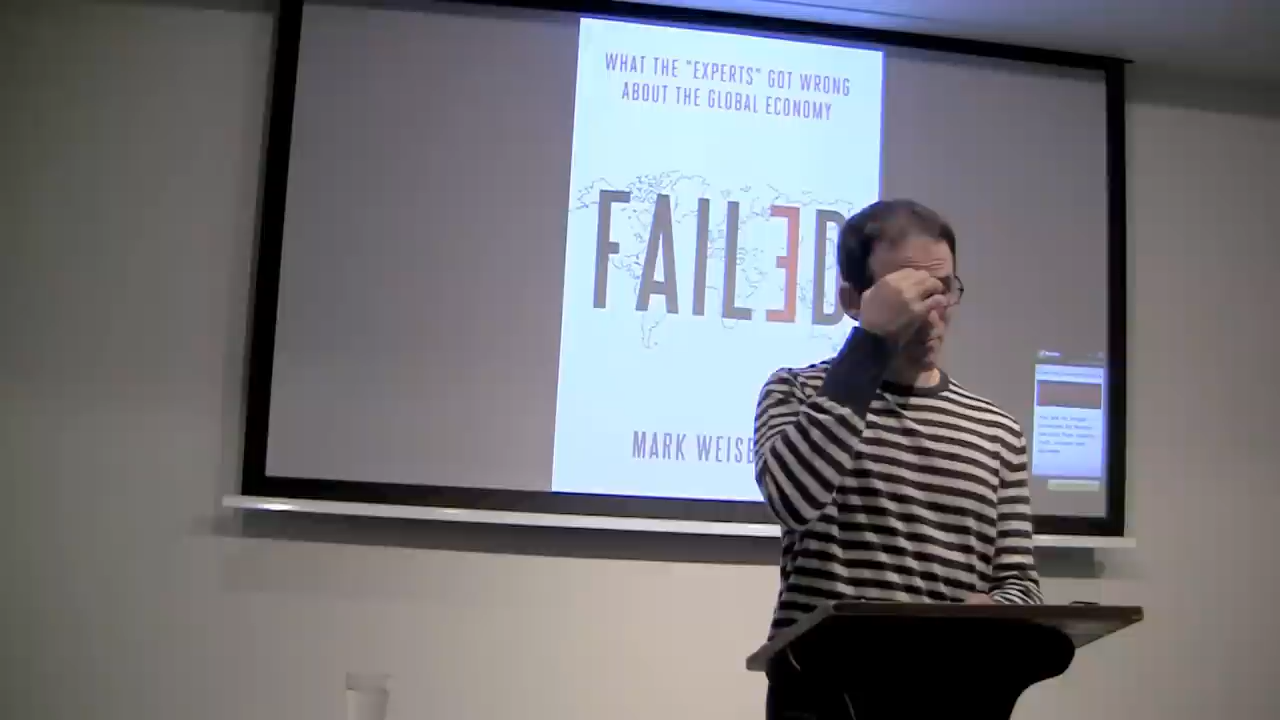 WHAT THE "EXPERTS" GOT WRONG
ABOUT THE GLOBAL ECONOMY
FAILED
MARK WEISB